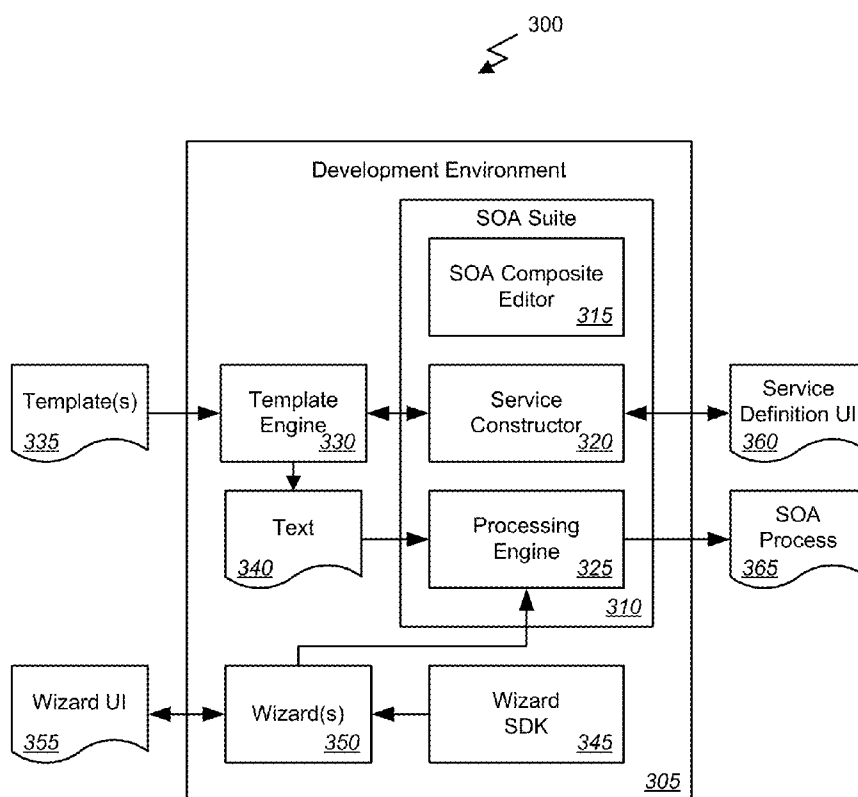 300
Development Environment
SOA Suite
SOA Composite
Editor
315
Template(s)
335
Template
Engine
330
Service
Constructor
320
Service
Definition UI
360
Text
340
Processing
Engine
325
SOA
Process
365
310
Wizard UI
355
Wizard(s)
350
Wizard
SDK
345
305